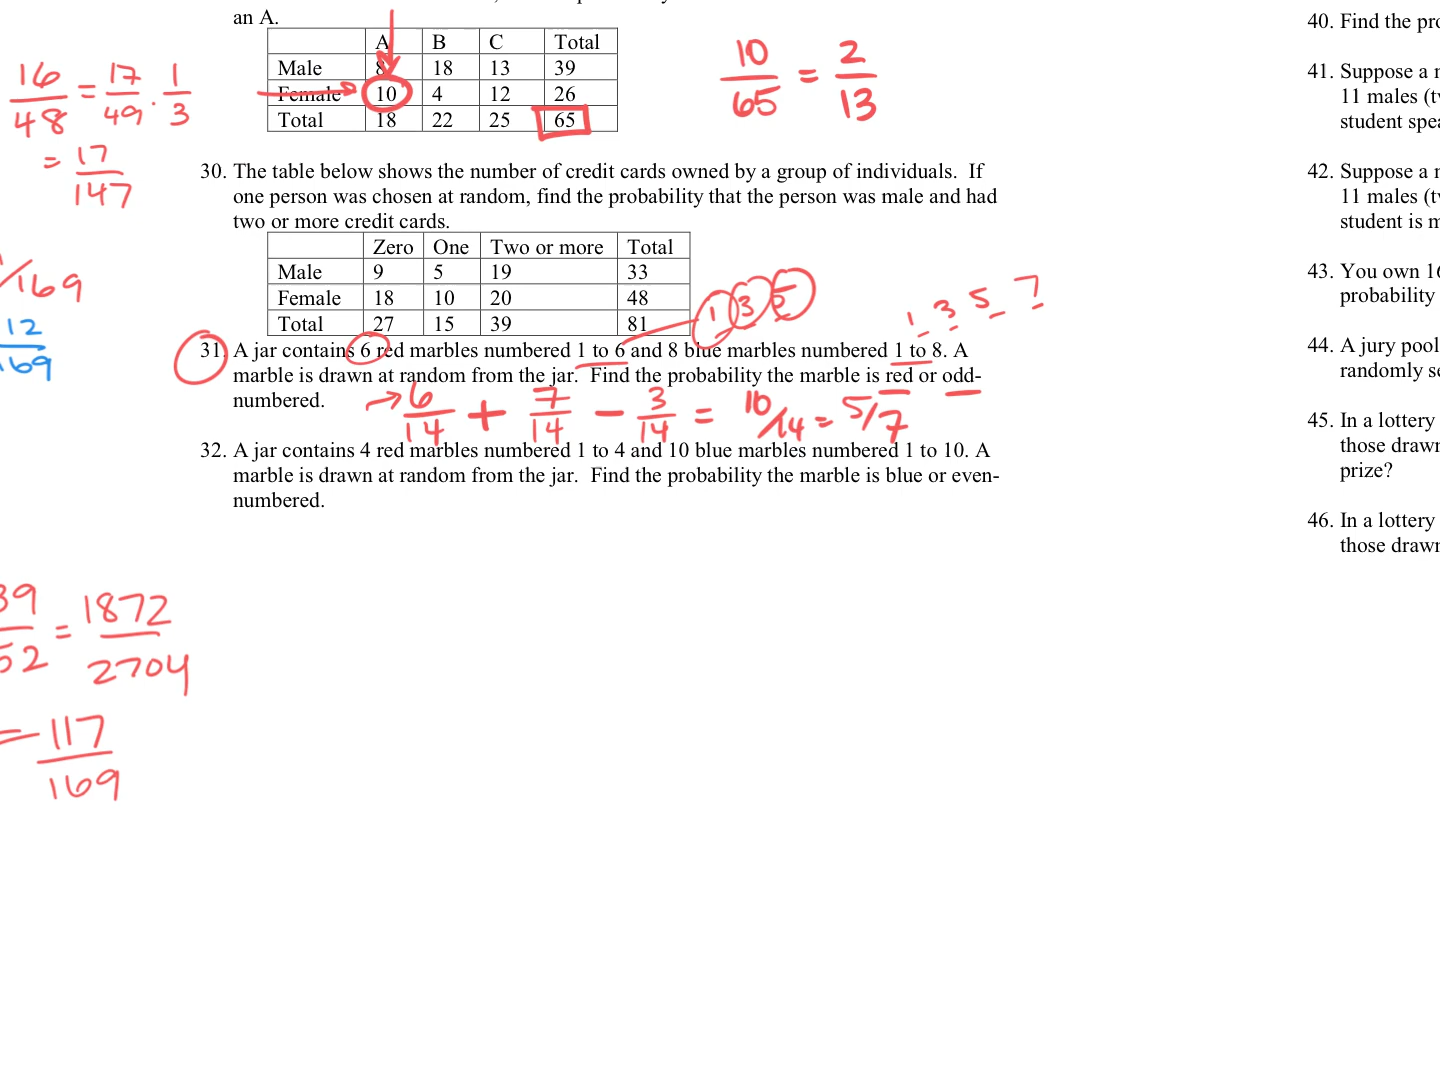 an A.
A B C Total
Male 8 18 13 39
Female 10 4 12 26
Total 18 22 25 65
10/65 = 2/13
16/48 = 17/49 · 1/3
= 17/147
30. The table below shows the number of credit cards owned by a group of individuals. If
one person was chosen at random, find the probability that the person was male and had
two or more credit cards.
Zero One Two or more Total
Male 9 5 19 33
Female 18 10 20 48
Total 27 15 39 81
/169
12/169
1 3 5
1 3 5 7
31. A jar contains 6 red marbles numbered 1 to 6 and 8 blue marbles numbered 1 to 8. A
marble is drawn at random from the jar. Find the probability the marble is red or odd-
numbered.
6/14 + 7/14 - 3/14 = 10/14 = 5/7
32. A jar contains 4 red marbles numbered 1 to 4 and 10 blue marbles numbered 1 to 10. A
marble is drawn at random from the jar. Find the probability the marble is blue or even-
numbered.
39/52 = 1872/2704
= 117/169
40. Find the pro
41. Suppose a
11 males (tw
student spea
42. Suppose a
11 males (tw
student is m
43. You own 16
probability
44. A jury pool
randomly se
45. In a lottery
those drawn
prize?
46. In a lottery
those drawn